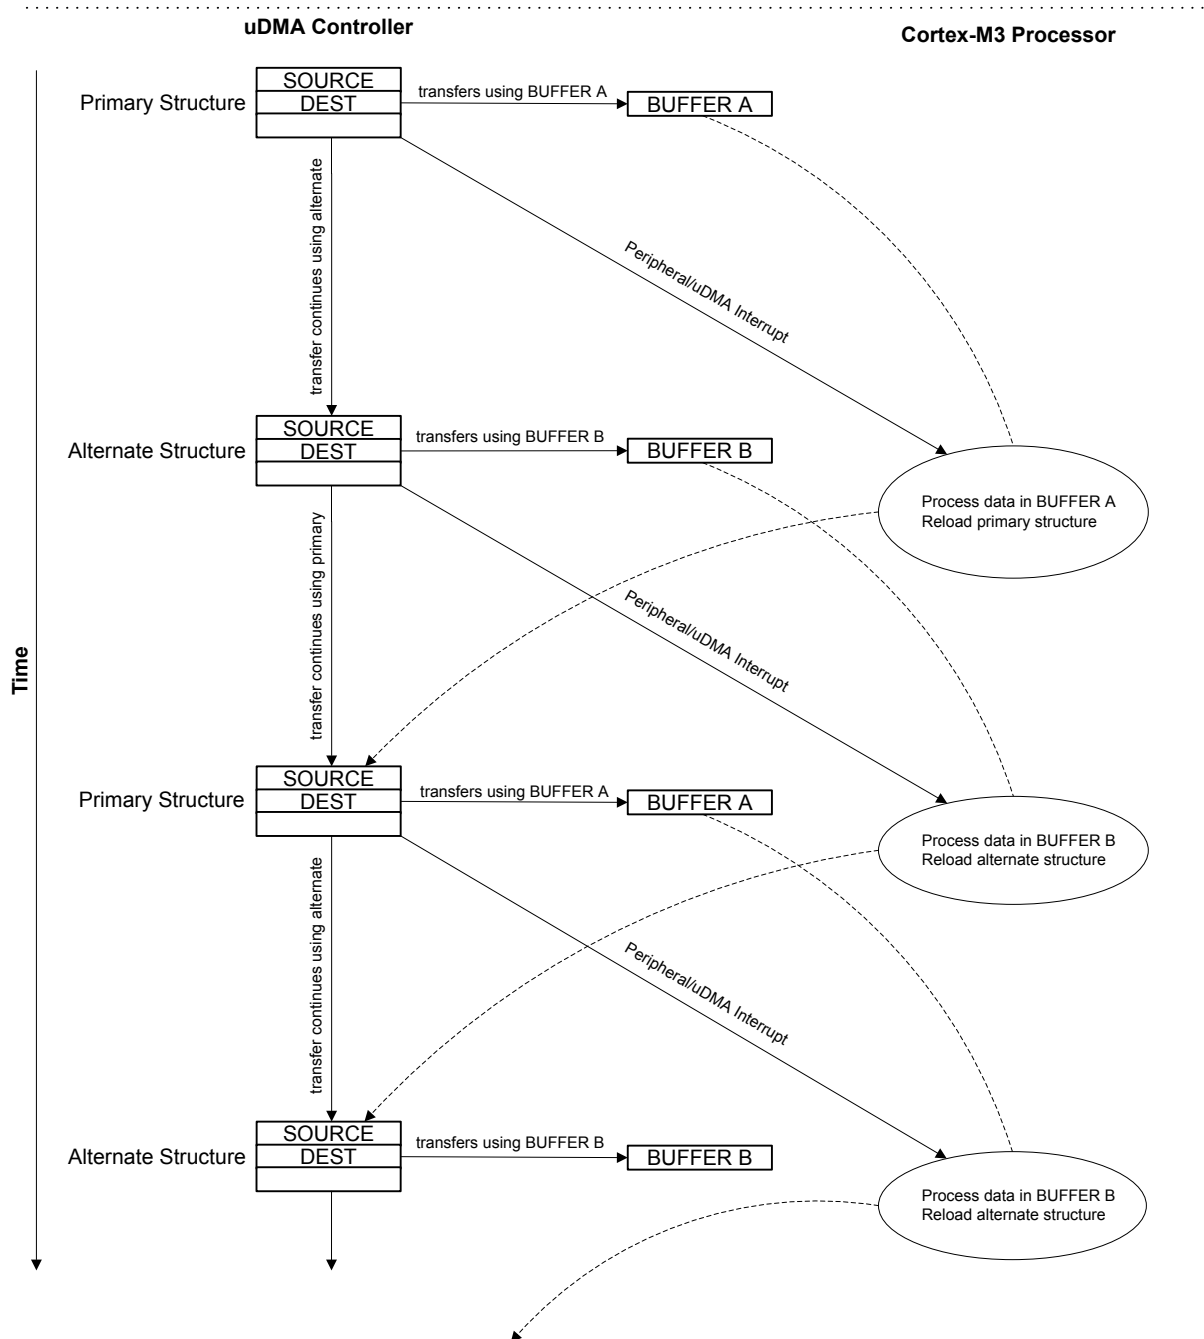 uDMA Controller
Cortex-M3 Processor
SOURCE
Primary Structure
DEST
transfers using BUFFER A
BUFFER A
transfer continues using alternate
Peripheral/uDMA Interrupt
SOURCE
Alternate Structure
DEST
transfers using BUFFER B
BUFFER B
Process data in BUFFER A
Reload primary structure
transfer continues using primary
Peripheral/uDMA Interrupt
Time
SOURCE
Primary Structure
DEST
transfers using BUFFER A
BUFFER A
Process data in BUFFER B
Reload alternate structure
transfer continues using alternate
Peripheral/uDMA Interrupt
SOURCE
Alternate Structure
DEST
transfers using BUFFER B
BUFFER B
Process data in BUFFER B
Reload alternate structure